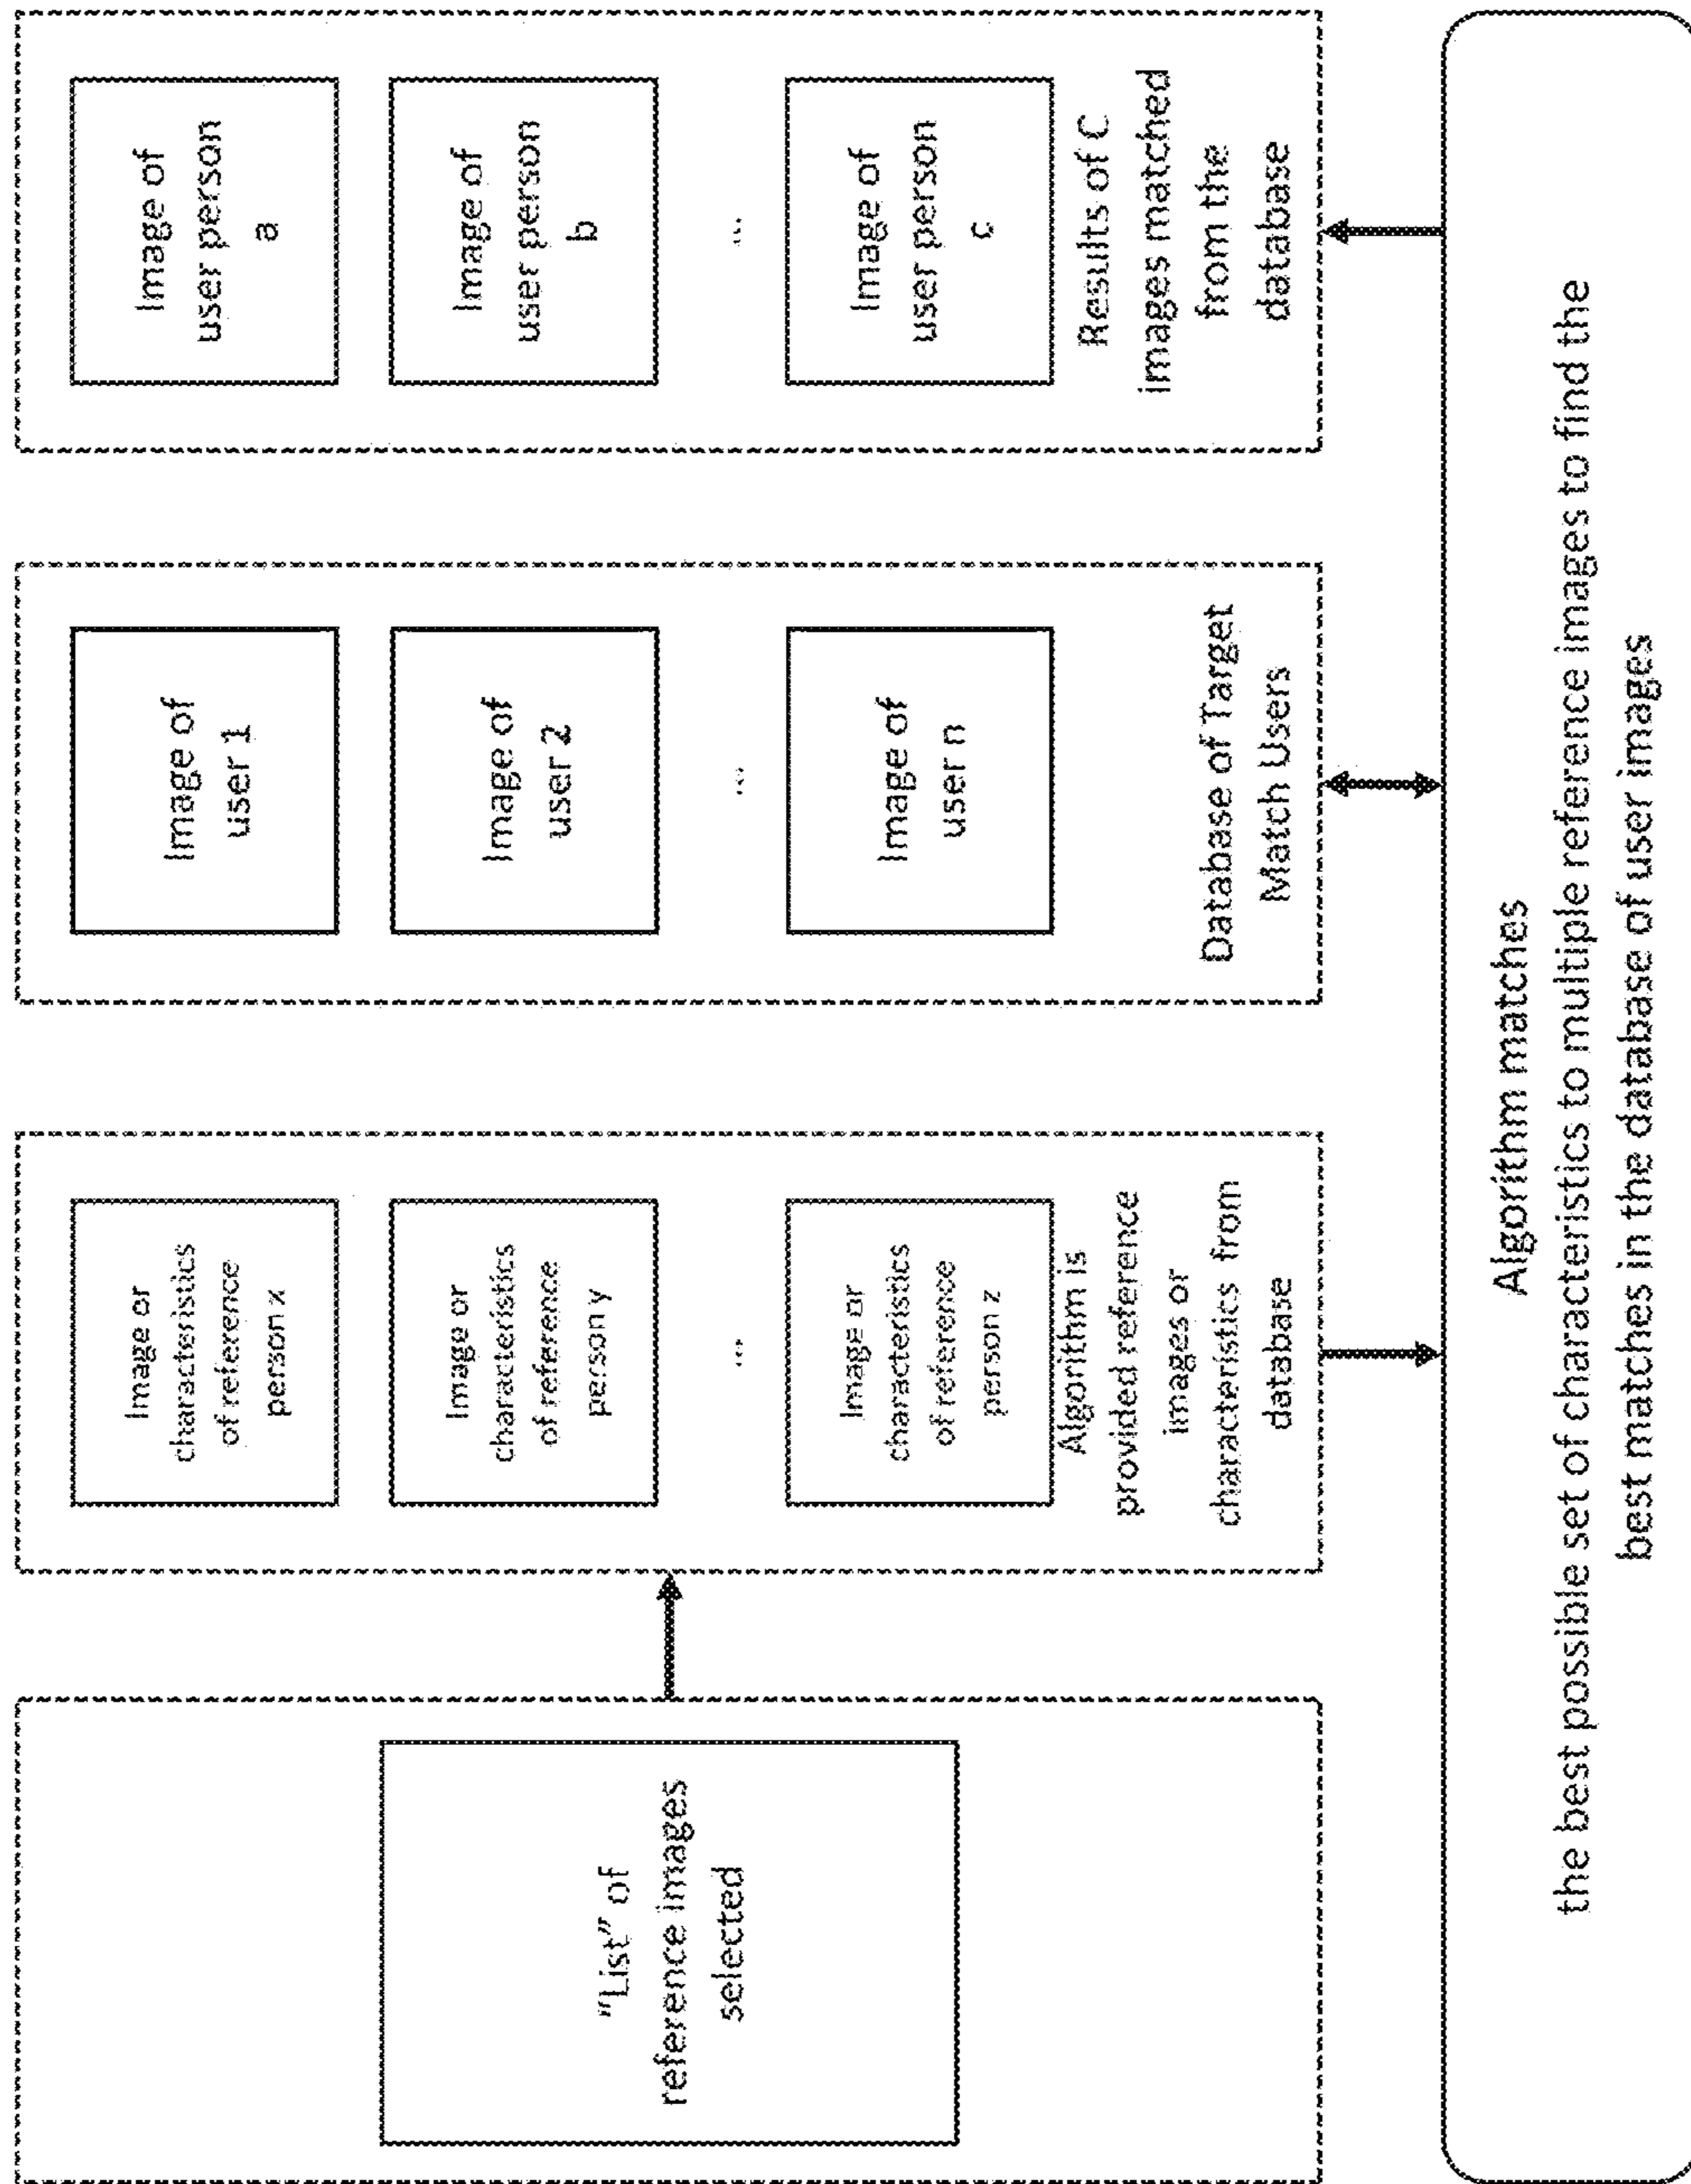 "List" of
reference images
selected
Image or
characteristics
of reference
person x
Image or
characteristics
of reference
person y
...
Image or
characteristics
of reference
person z
Algorithm is
provided reference
images or
characteristics from
database
Image of
user 1
Image of
user 2
...
Image of
user n
Database of Target
Match Users
Image of
user person
a
Image of
user person
b
...
Image of
user person
c
Results of C
images matched
from the
database
Algorithm matches
the best possible set of characteristics to multiple reference images to find the
best matches in the database of user images